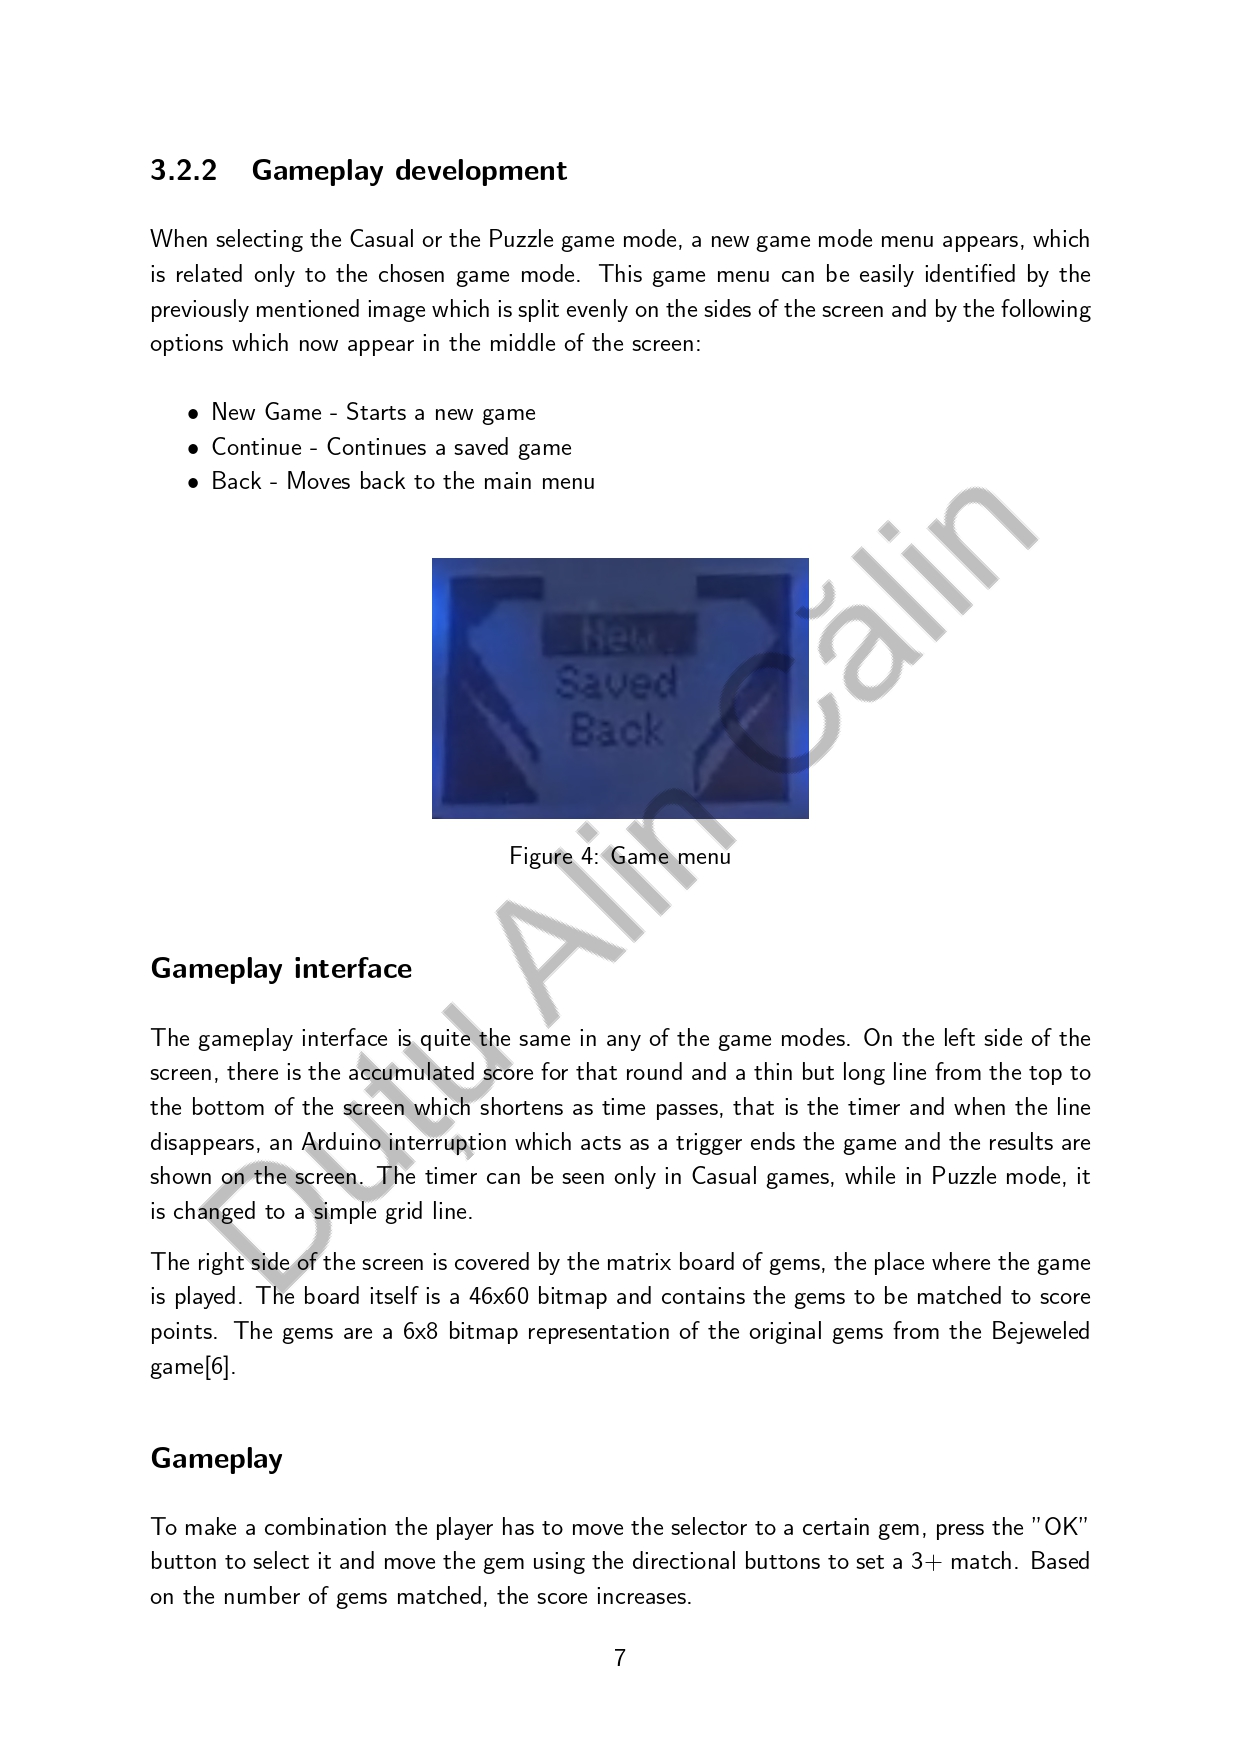 3.2.2 Gameplay development
When selecting the Casual or the Puzzle game mode, a new game mode menu appears, which
is related only to the chosen game mode. This game menu can be easily identified by the
previously mentioned image which is split evenly on the sides of the screen and by the following
options which now appear in the middle of the screen:
• New Game - Starts a new game
• Continue - Continues a saved game
• Back - Moves back to the main menu
New
Saved
Back
Figure 4: Game menu
Gameplay interface
The gameplay interface is quite the same in any of the game modes. On the left side of the
screen, there is the accumulated score for that round and a thin but long line from the top to
the bottom of the screen which shortens as time passes, that is the timer and when the line
disappears, an Arduino interruption which acts as a trigger ends the game and the results are
shown on the screen. The timer can be seen only in Casual games, while in Puzzle mode, it
is changed to a simple grid line.
The right side of the screen is covered by the matrix board of gems, the place where the game
is played. The board itself is a 46x60 bitmap and contains the gems to be matched to score
points. The gems are a 6x8 bitmap representation of the original gems from the Bejeweled
game[6].
Gameplay
To make a combination the player has to move the selector to a certain gem, press the ”OK”
button to select it and move the gem using the directional buttons to set a 3+ match. Based
on the number of gems matched, the score increases.
7
Duțu Alin Călin